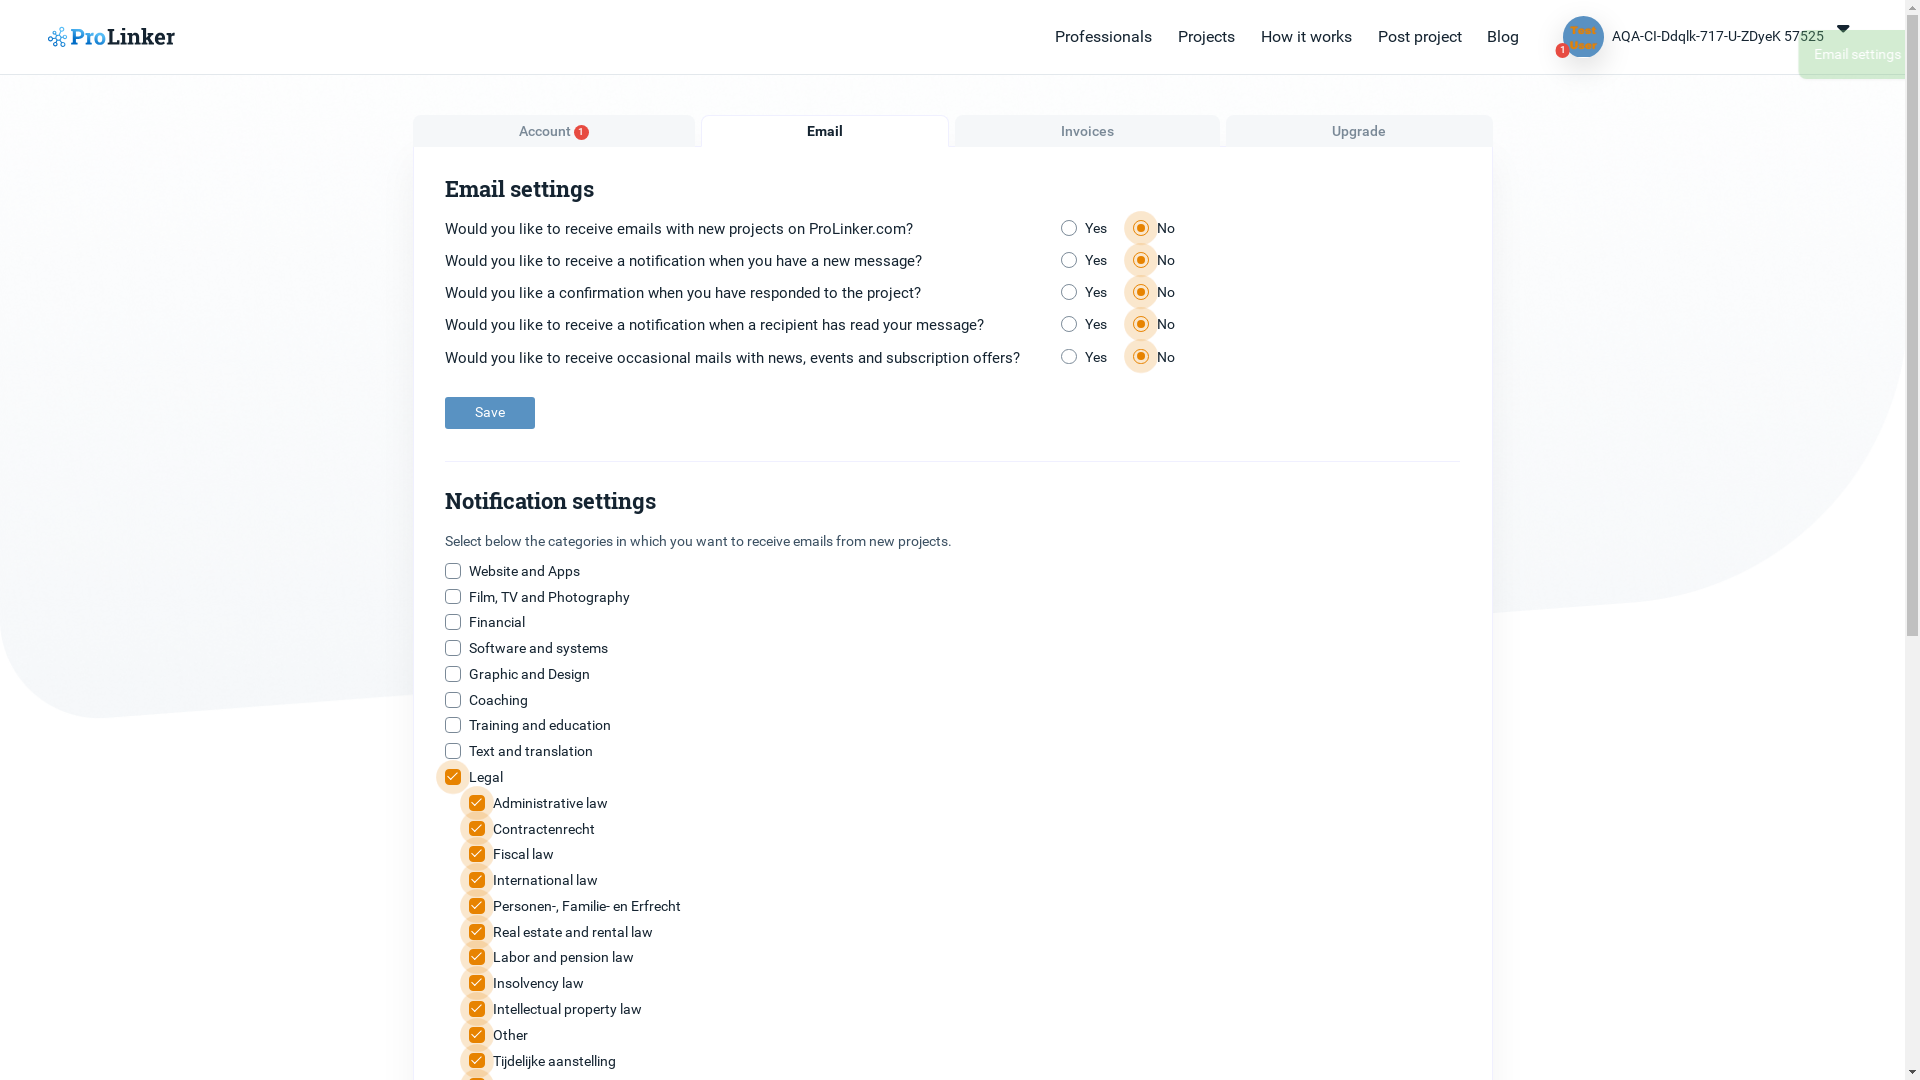 ProLinker
Professionals
Projects
How it works
Post project
Blog
Test
User
1
AQA-CI-Ddqlk-717-U-ZDyeK 57525
Email settings
Account 1
Email
Invoices
Upgrade
Email settings
Would you like to receive emails with new projects on ProLinker.com? Yes No
Would you like to receive a notification when you have a new message? Yes No
Would you like a confirmation when you have responded to the project? Yes No
Would you like to receive a notification when a recipient has read your message? Yes No
Would you like to receive occasional mails with news, events and subscription offers? Yes No
Save
Notification settings
Select below the categories in which you want to receive emails from new projects.
Website and Apps
Film, TV and Photography
Financial
Software and systems
Graphic and Design
Coaching
Training and education
Text and translation
Legal
Administrative law
Contractenrecht
Fiscal law
International law
Personen-, Familie- en Erfrecht
Real estate and rental law
Labor and pension law
Insolvency law
Intellectual property law
Other
Tijdelijke aanstelling